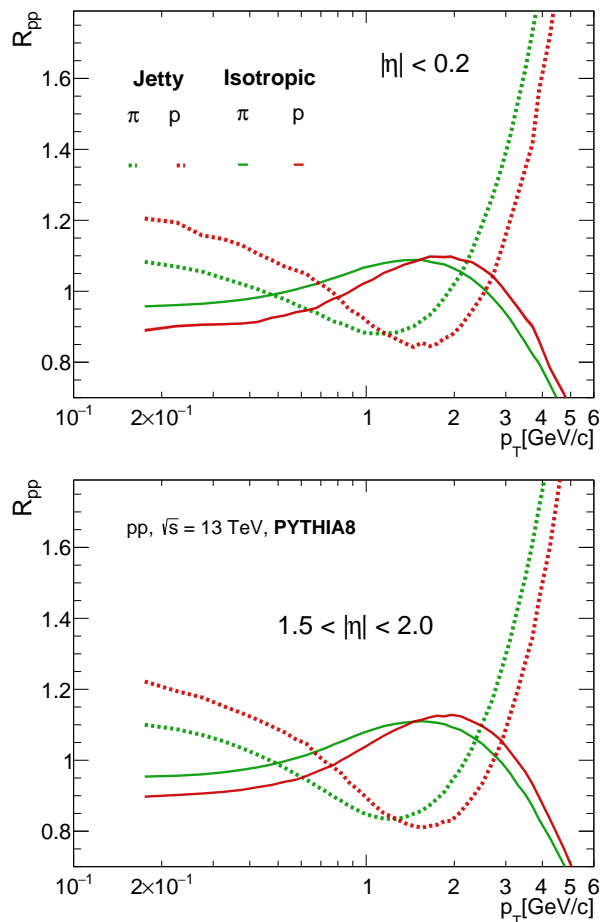 R_pp
|η| < 0.2
Jetty Isotropic
π p π p
1.6
1.4
1.2
1
0.8
10⁻¹ 2×10⁻¹ 1 2 3 4 5 6
p_T[GeV/c]
R_pp
pp, √s = 13 TeV, PYTHIA8
1.6
1.4
1.5 < |η| < 2.0
1.2
1
0.8
10⁻¹ 2×10⁻¹ 1 2 3 4 5 6
p_T[GeV/c]